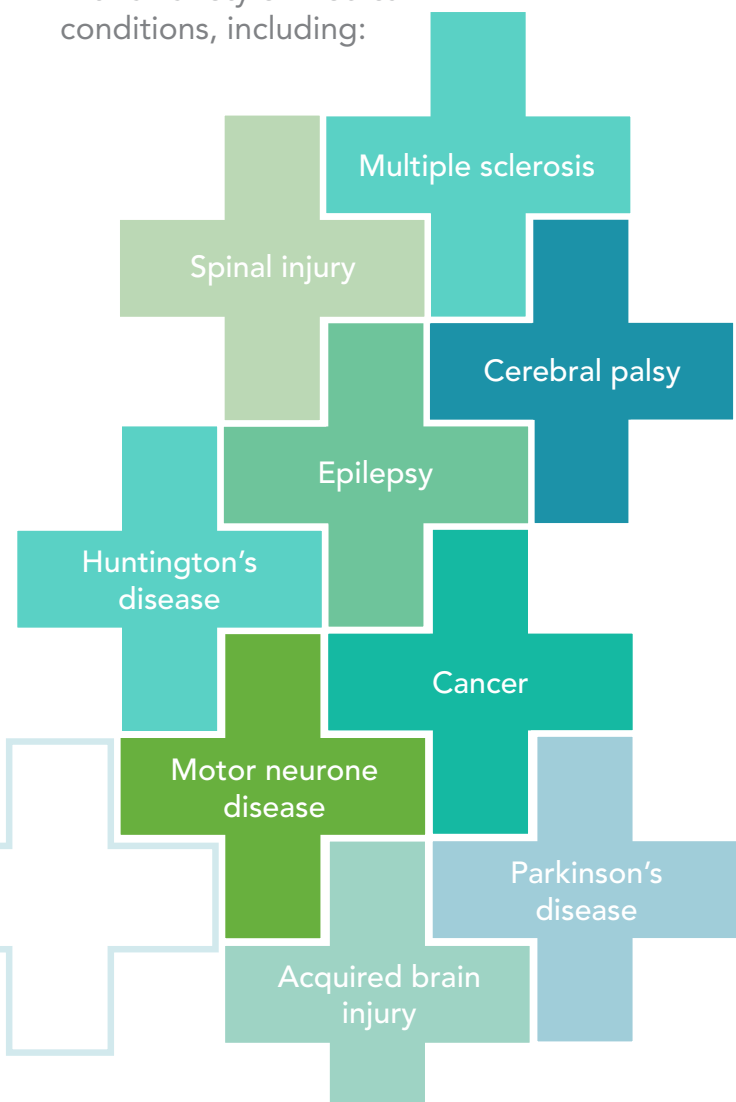 conditions, including:
Multiple sclerosis
Spinal injury
Cerebral palsy
Epilepsy
Huntington’s
disease
Cancer
Motor neurone
disease
Parkinson’s
disease
Acquired brain
injury